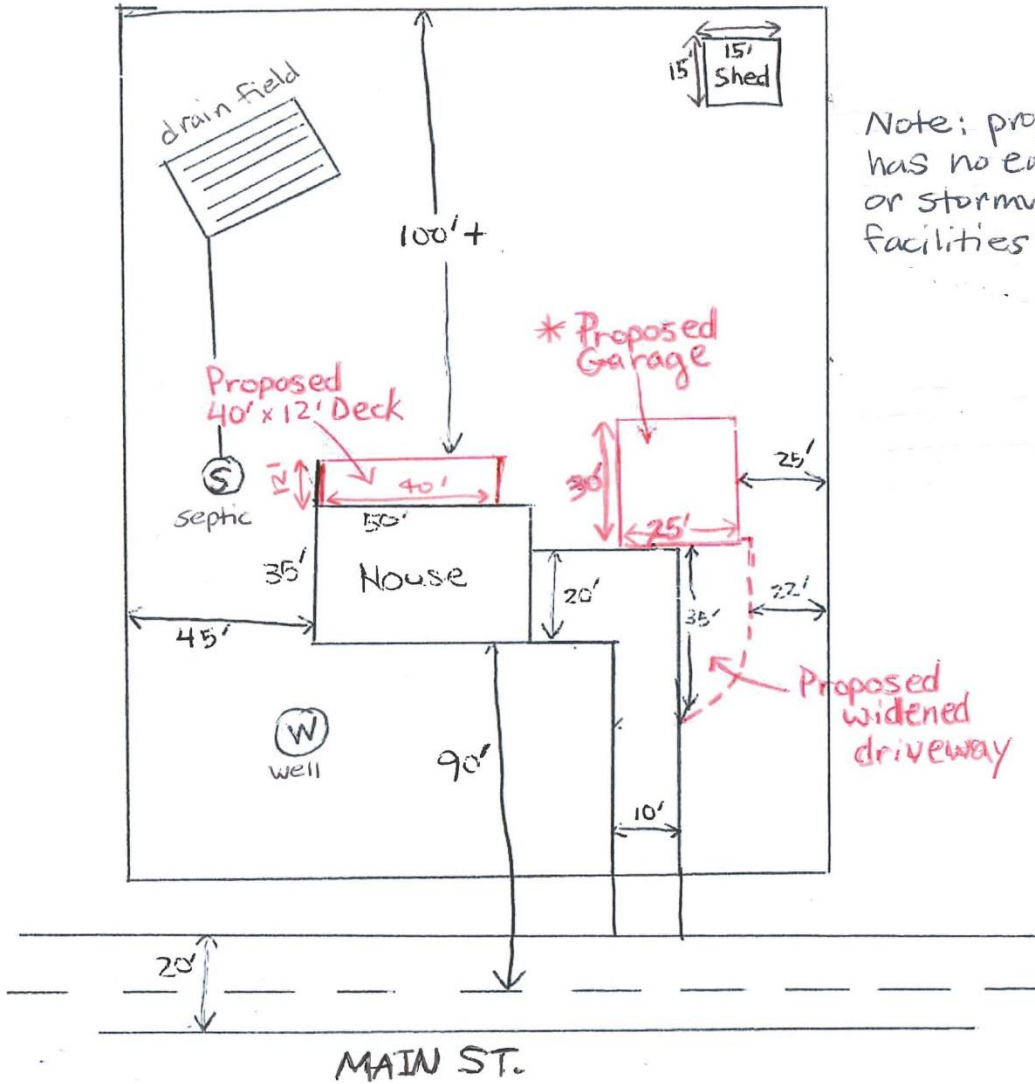 drain field
15'
15'
Shed
Note:
has no
or
facilities
100'+
* Proposed
Garage
Proposed
40' x 12' Deck
S
septic
12'
40'
30'
25'
25'
50'
35'
House
20'
35'
22'
45'
Proposed
widened
driveway
W
well
90'
10'
20'
MAIN ST.